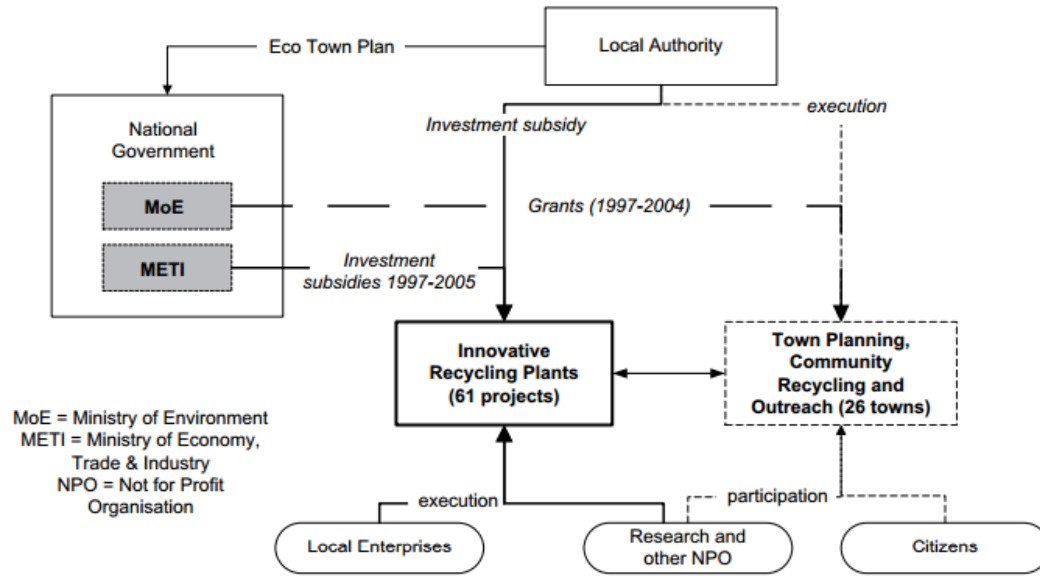 Eco Town Plan
Local Authority
National
Government
MoE
METI
Investment subsidy
execution
Grants (1997-2004)
Investment
subsidies 1997-2005
Innovative
Recycling Plants
(61 projects)
Town Planning,
Community
Recycling and
Outreach (26 towns)
MoE = Ministry of Environment
METI = Ministry of Economy,
Trade & Industry
NPO = Not for Profit
Organisation
execution
participation
Local Enterprises
Research and
other NPO
Citizens